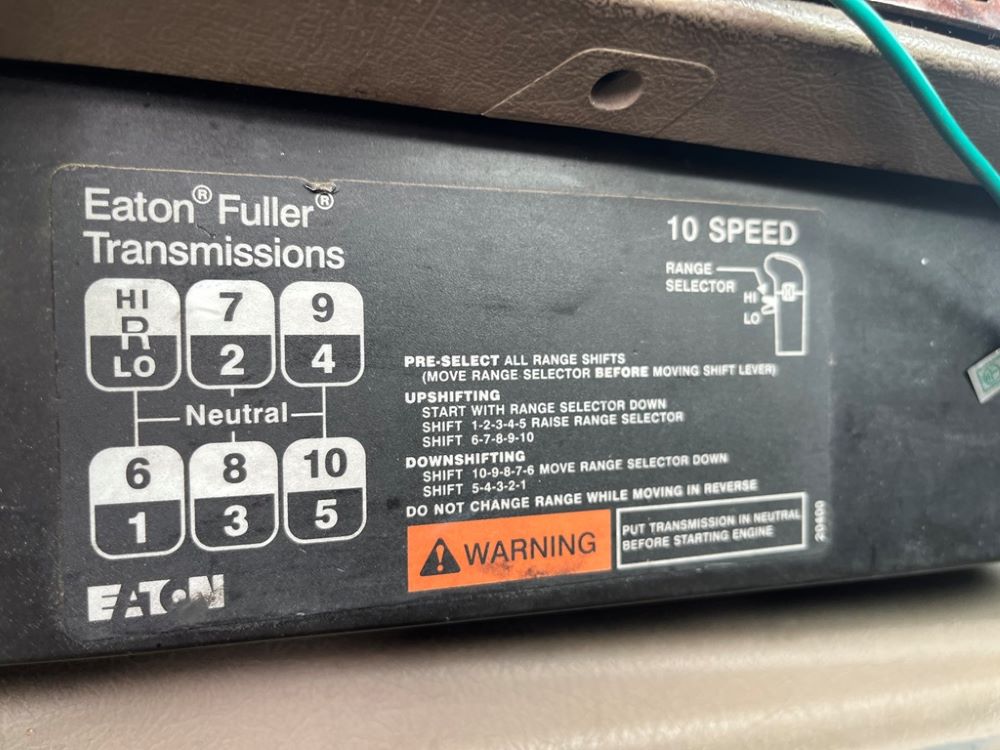 Eaton® Fuller®
Transmissions
10 SPEED
RANGE
SELECTOR
HI
LO
HI
R
LO
7
2
9
4
Neutral
6
1
8
3
10
5
PRE-SELECT ALL RANGE SHIFTS
(MOVE RANGE SELECTOR BEFORE MOVING SHIFT LEVER)
UPSHIFTING
START WITH RANGE SELECTOR DOWN
SHIFT 1-2-3-4-5 RAISE RANGE SELECTOR
SHIFT 6-7-8-9-10
DOWNSHIFTING
SHIFT 10-9-8-7-6 MOVE RANGE SELECTOR DOWN
SHIFT 5-4-3-2-1
DO NOT CHANGE RANGE WHILE MOVING IN REVERSE
WARNING
PUT TRANSMISSION IN NEUTRAL
BEFORE STARTING ENGINE
EATON